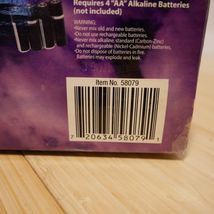 Requires 4 "AA" Alkaline Batteries
(not included)
WARNING:
•Never mix old and new batteries.
•Do not use rechargeable batteries.
•Never mix alkaline, standard (Carbon-Zinc)
and rechargeable (Nickel-Cadmium) batteries.
•Do not dispose of batteries in fire.
Batteries may explode and leak.
Item No. 58079
7 20634 58079 1